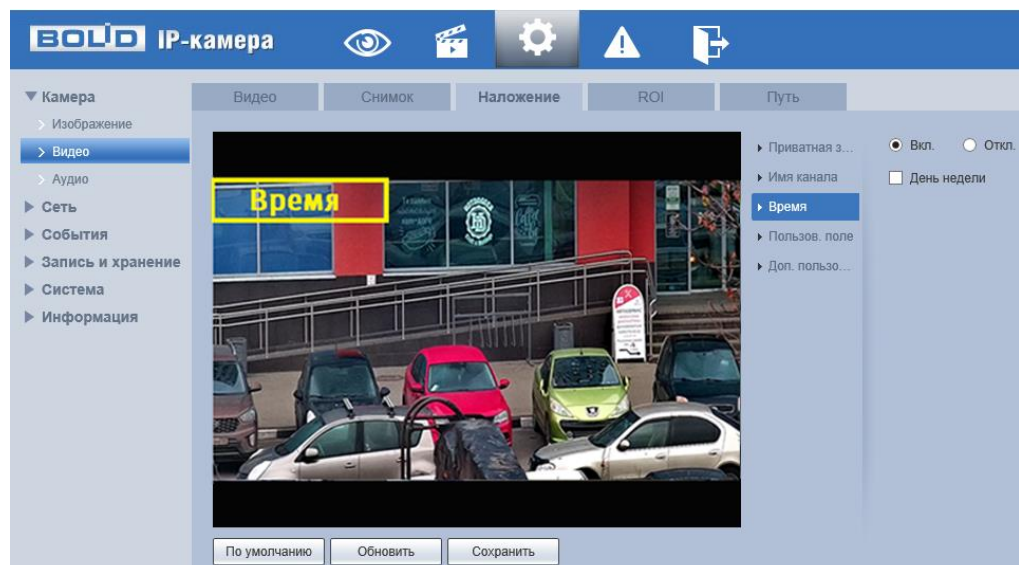 BOLID IP-камера
Камера
Изображение
Видео
Аудио
Сеть
События
Запись и хранение
Система
Информация
Видео Снимок Наложение ROI Путь
Время
Приватная з...
Имя канала
Время
Пользов. поле
Доп. пользо...
Вкл. Откл.
День недели
По умолчанию Обновить Сохранить